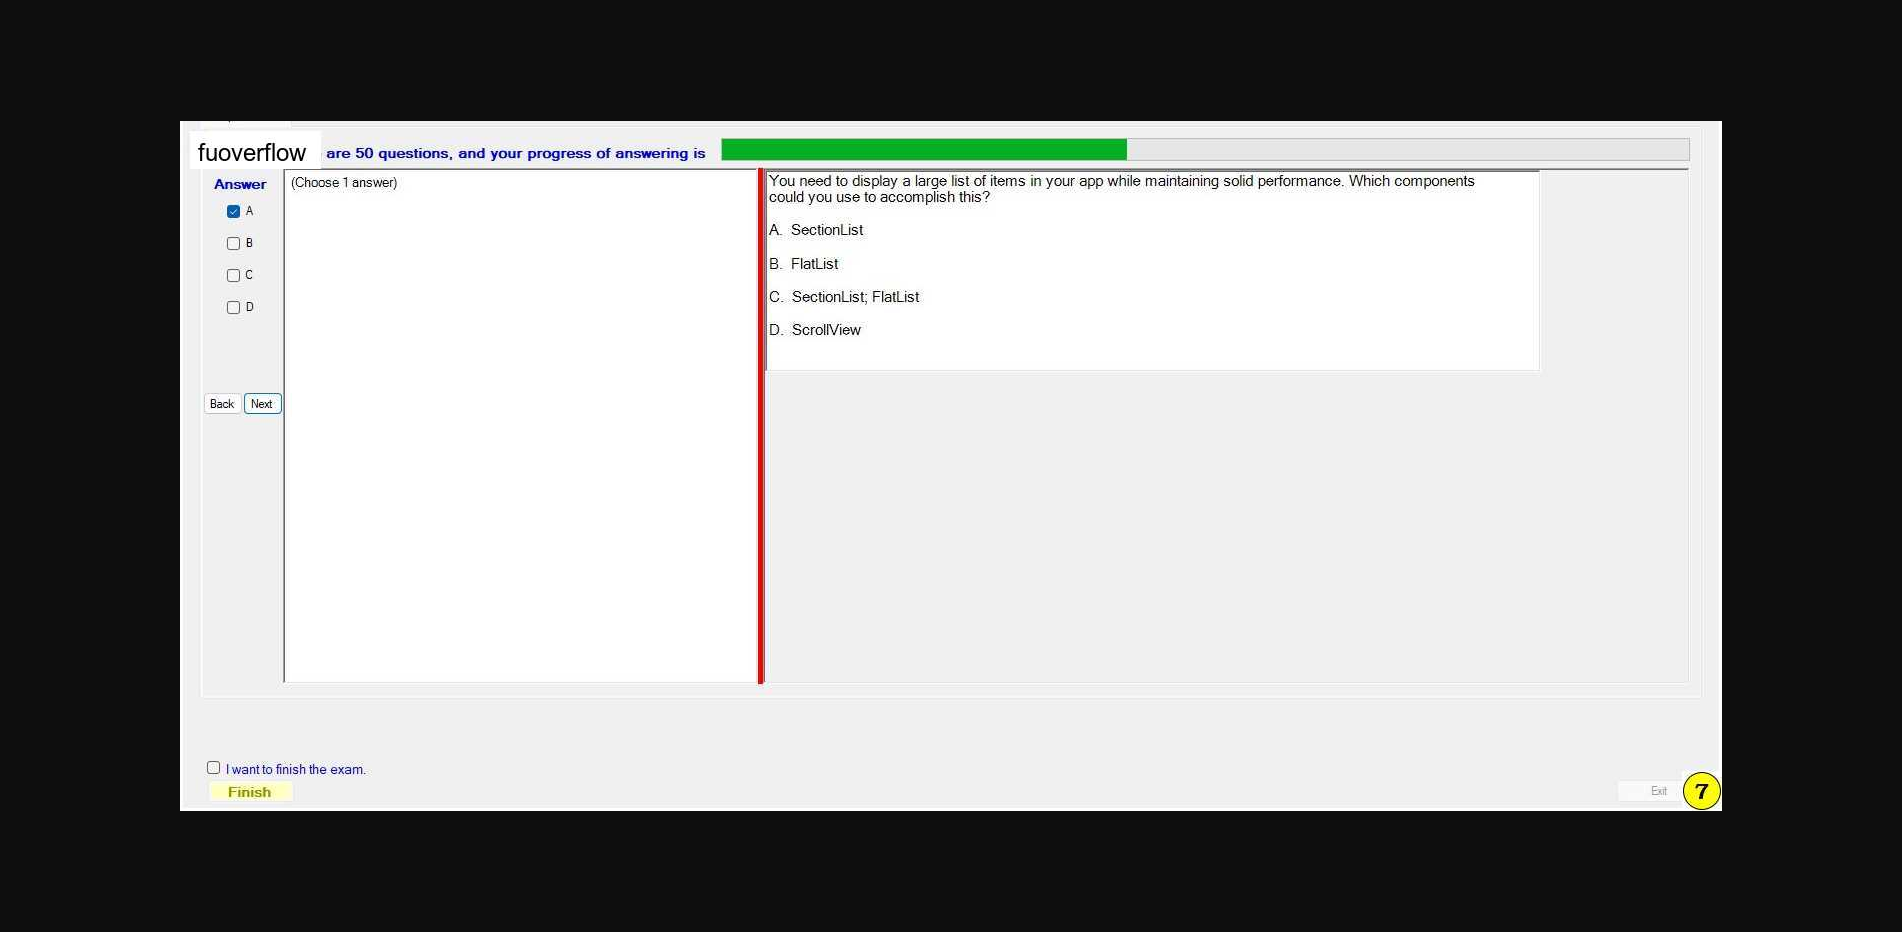 fuoverflow are 50 questions, and your progress of answering is
Answer
A
B
C
D
Back Next
(Choose 1 answer)
You need to display a large list of items in your app while maintaining solid performance. Which components
could you use to accomplish this?
A. SectionList
B. FlatList
C. SectionList; FlatList
D. ScrollView
I want to finish the exam.
Finish
Exit
7